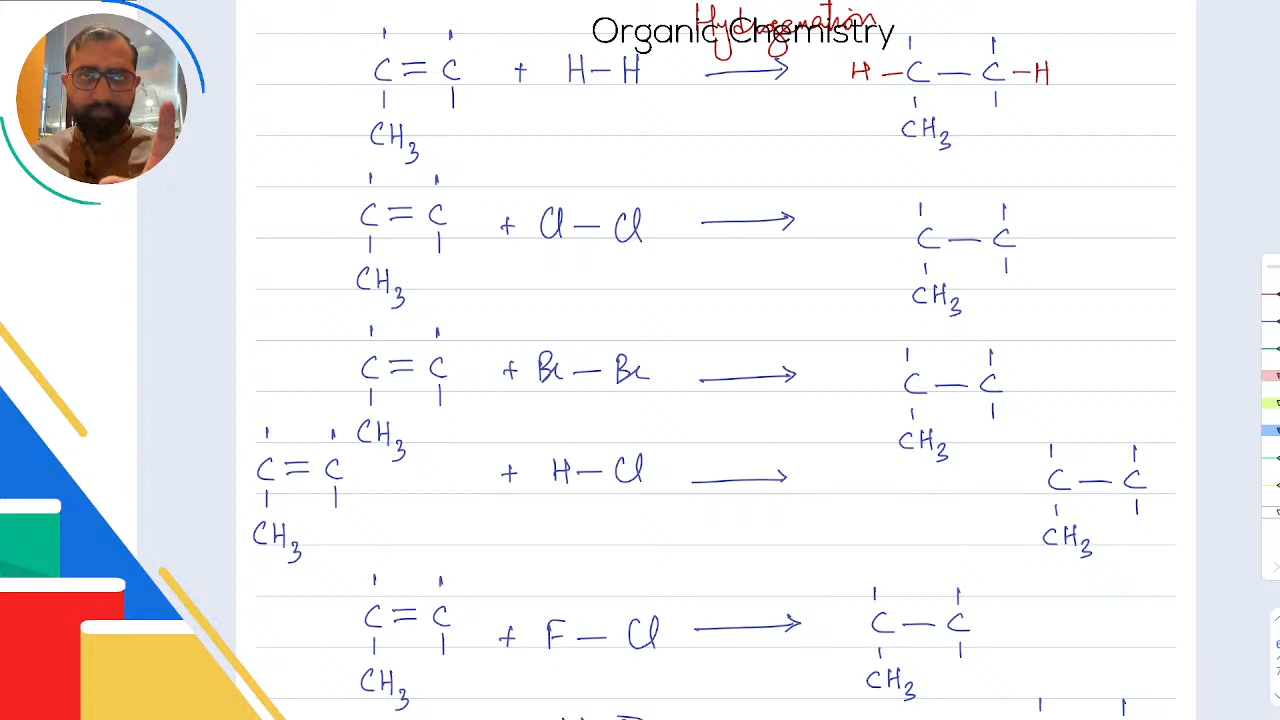 Hydrogenation
Organic Chemistry
C = C + H – H → H – C – C – H
CH3 CH3
C = C + Cl – Cl → C – C
CH3 CH3
C = C + Br – Br → C – C
CH3 CH3
C = C + H – Cl → C – C
CH3 CH3
C = C + F – Cl → C – C
CH3 CH3